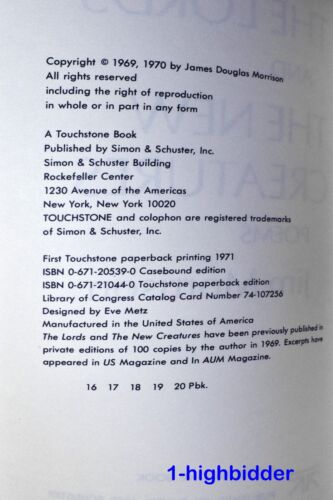 THE LORDS
AND
THE NEW
CREATURES
POEMS
Copyright © 1969, 1970 by James Douglas Morrison
All rights reserved
including the right of reproduction
in whole or in part in any form
A Touchstone Book
Published by Simon & Schuster, Inc.
Simon & Schuster Building
Rockefeller Center
1230 Avenue of the Americas
New York, New York 10020
TOUCHSTONE and colophon are registered trademarks
of Simon & Schuster, Inc.
First Touchstone paperback printing 1971
ISBN 0-671-20539-0 Casebound edition
ISBN 0-671-21044-0 Touchstone paperback edition
Library of Congress Catalog Card Number 74-107256
Designed by Eve Metz
Manufactured in the United States of America
The Lords and The New Creatures have been previously published in
private editions of 100 copies by the author in 1969. Excerpts have
appeared in US Magazine and In AUM Magazine.
16 17 18 19 20 Pbk.
1-highbidder